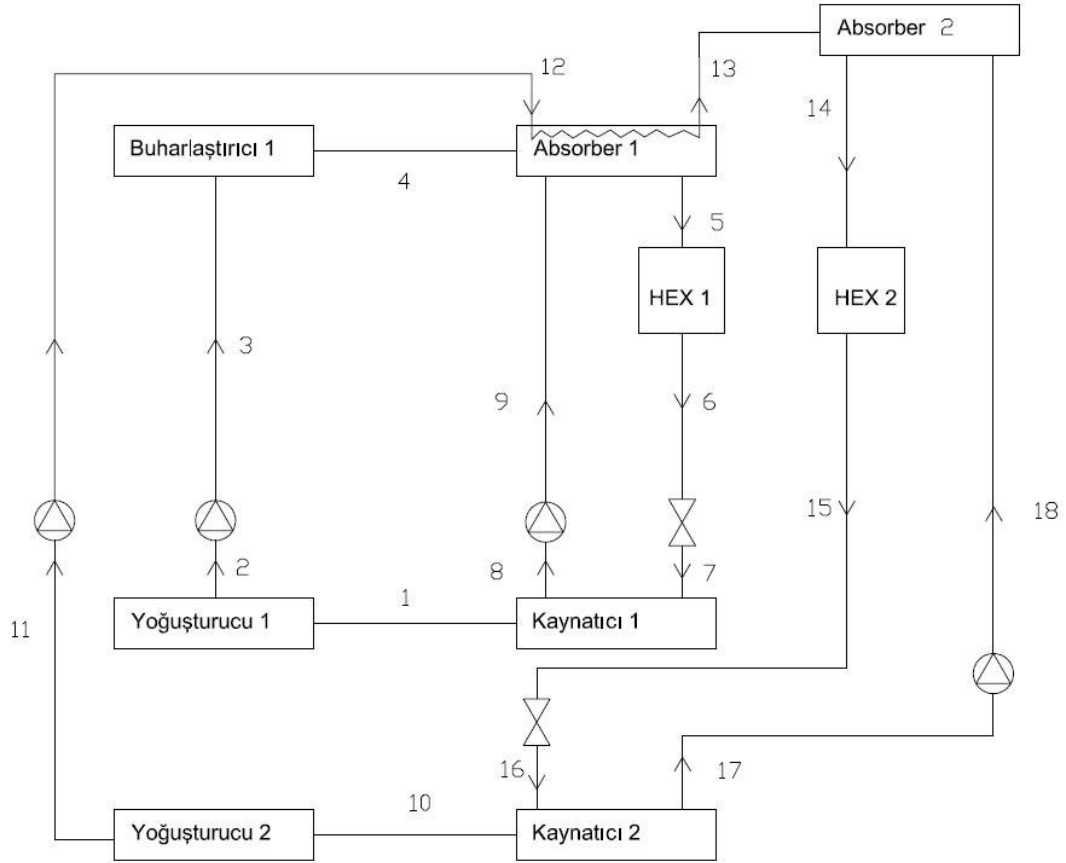 Absorber 2
12
13
14
Buharlaştırıcı 1
Absorber 1
4
5
HEX 1
HEX 2
3
9
6
15
18
2
8
7
1
11
Yoğuşturucu 1
Kaynatıcı 1
16
17
10
Yoğuşturucu 2
Kaynatıcı 2